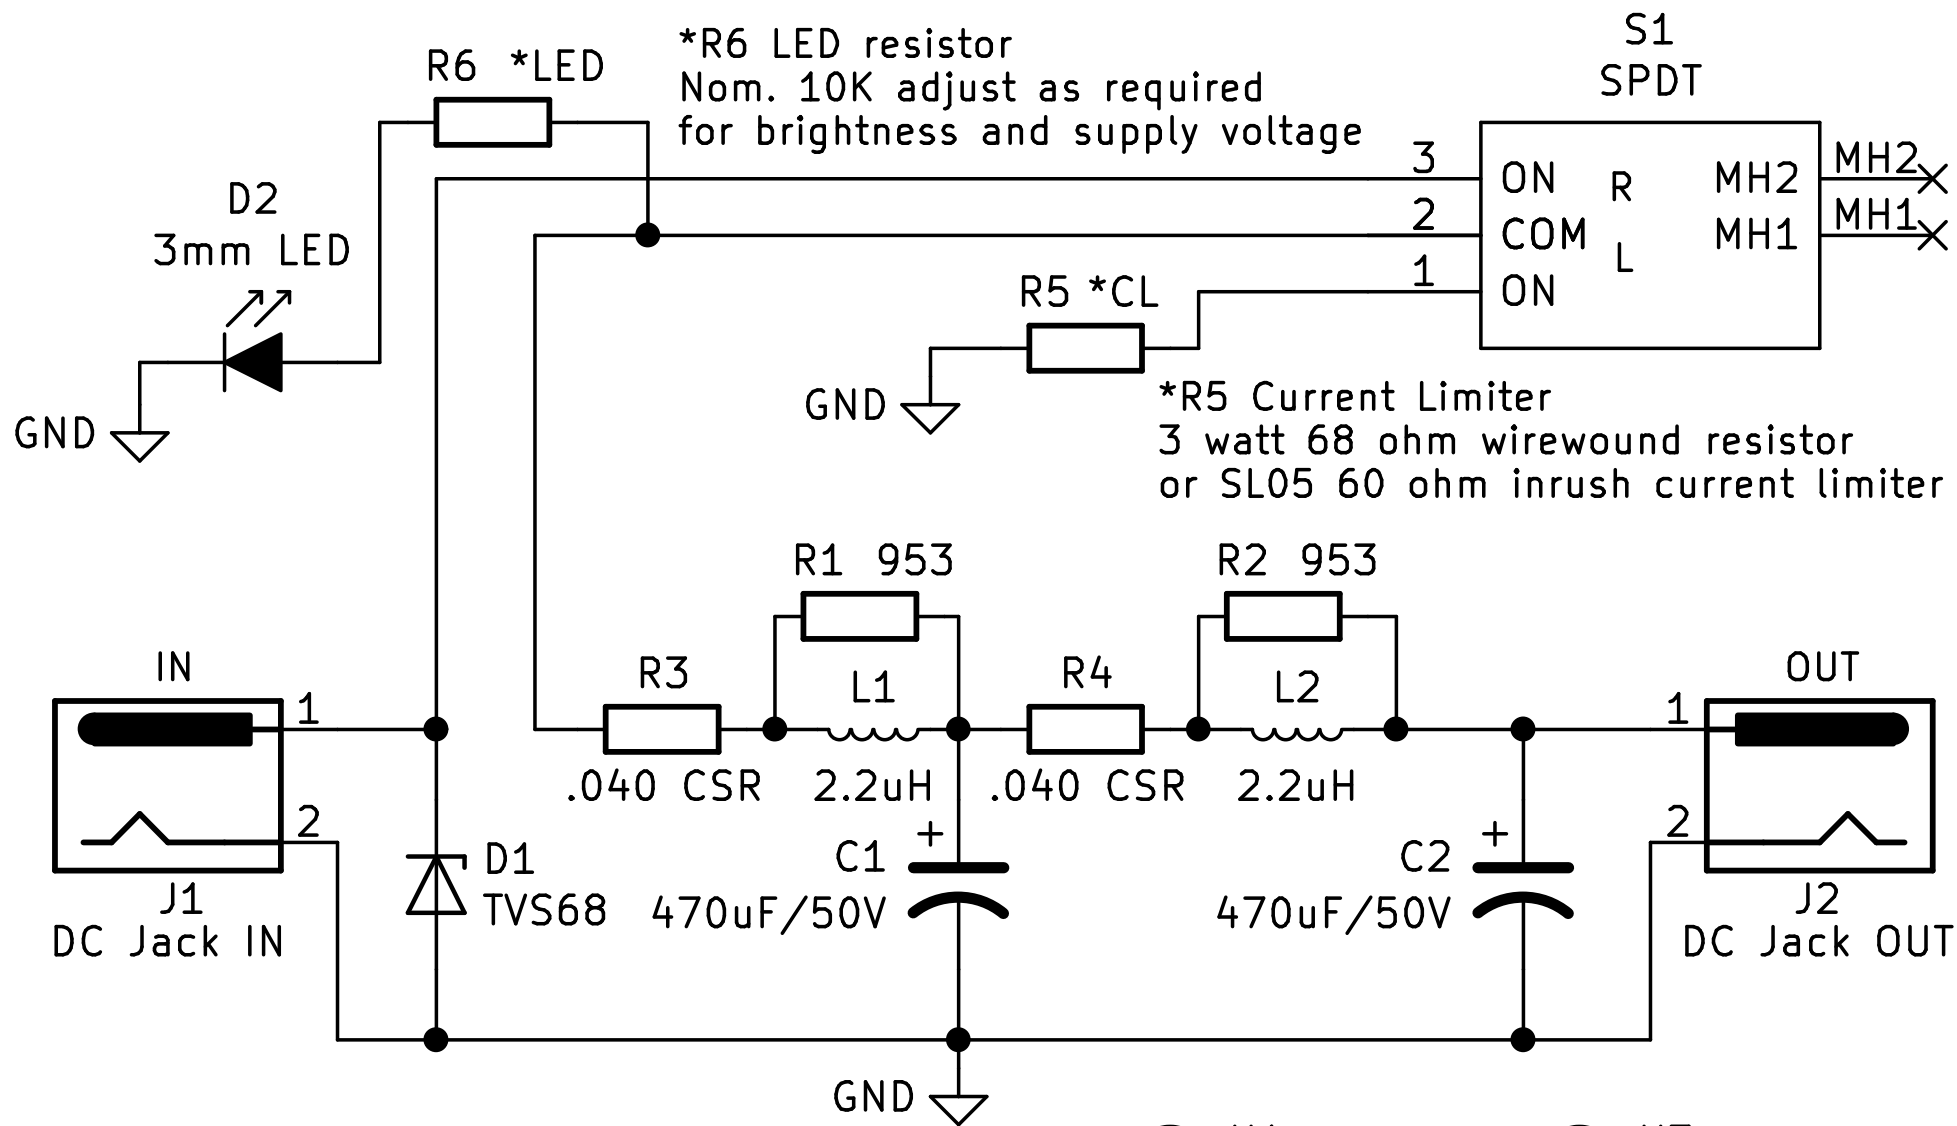 R6 *LED
*R6 LED resistor
Nom. 10K adjust as required
for brightness and supply voltage
S1
SPDT
3
ON
R
MH2
MH2
2
COM
L
MH1
MH1
1
ON
D2
3mm LED
GND
R5 *CL
GND
*R5 Current Limiter
3 watt 68 ohm wirewound resistor
or SL05 60 ohm inrush current limiter
R1 953
R2 953
IN
1
2
J1
DC Jack IN
R3
.040 CSR
L1
2.2uH
R4
.040 CSR
L2
2.2uH
OUT
1
2
J2
DC Jack OUT
D1
TVS68
+
C1
470uF/50V
+
C2
470uF/50V
GND